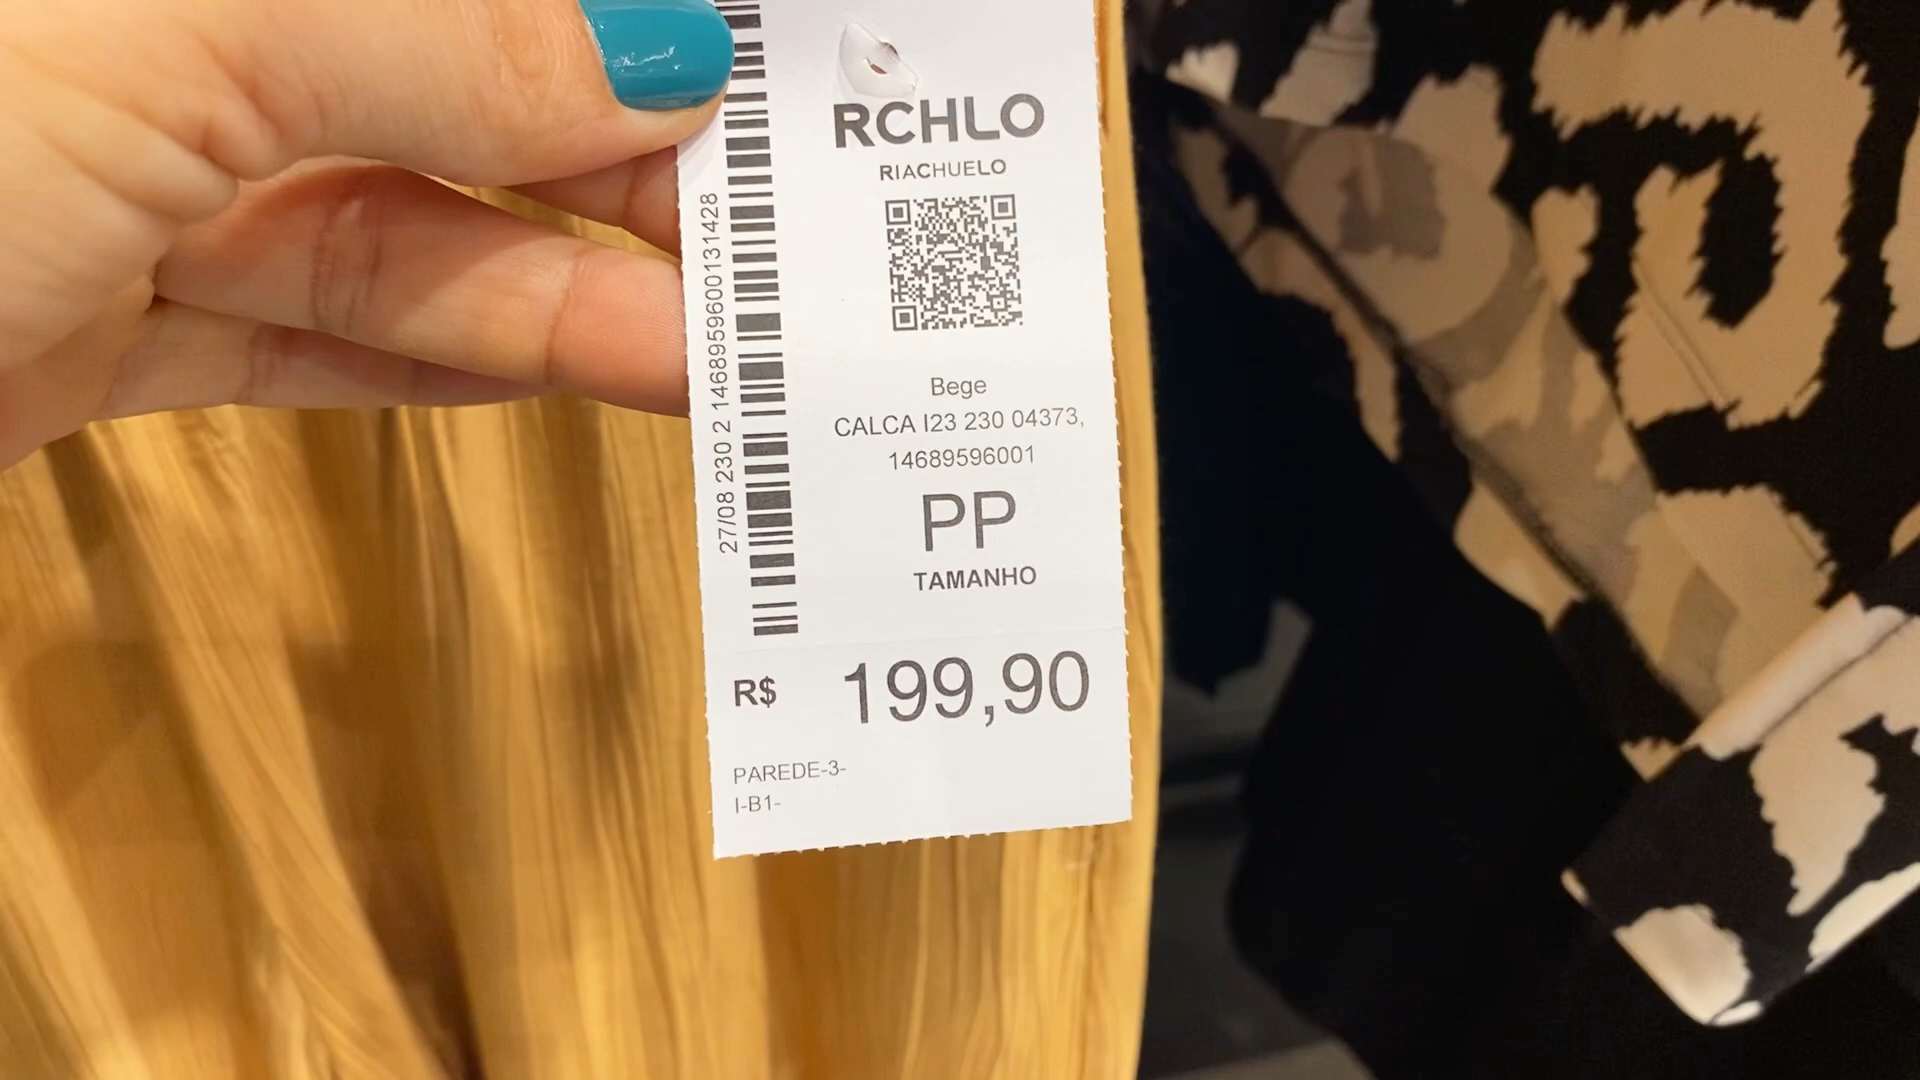 RCHLO
RIACHUELO
27/08 230 2 14689596000131428
Bege
CALCA I23 230 04373,
14689596001
PP
TAMANHO
R$ 199,90
PAREDE-3-
I-B1-